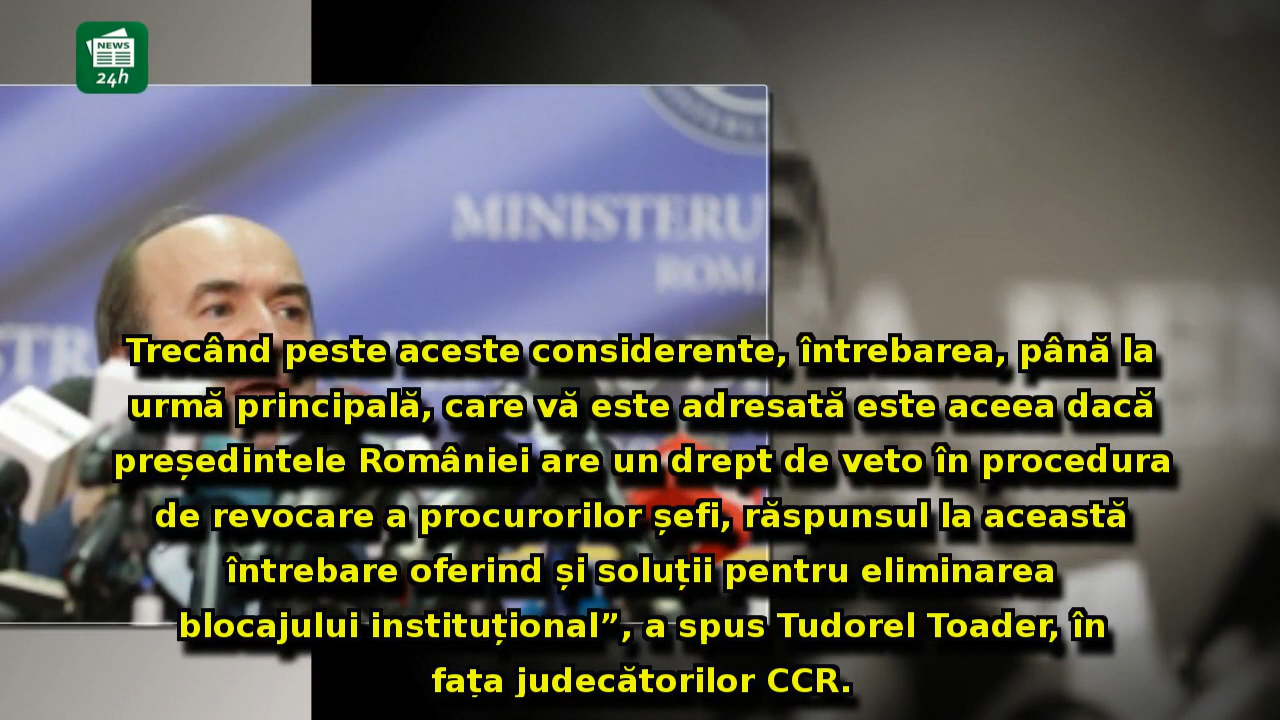 NEWS
24h
MINISTERU
ROM
STR
Trecând peste aceste considerente, întrebarea, până la
urmă principală, care vă este adresată este aceea dacă
președintele României are un drept de veto în procedura
de revocare a procurorilor șefi, răspunsul la această
întrebare oferind și soluții pentru eliminarea
blocajului instituțional”, a spus Tudorel Toader, în
fața judecătorilor CCR.